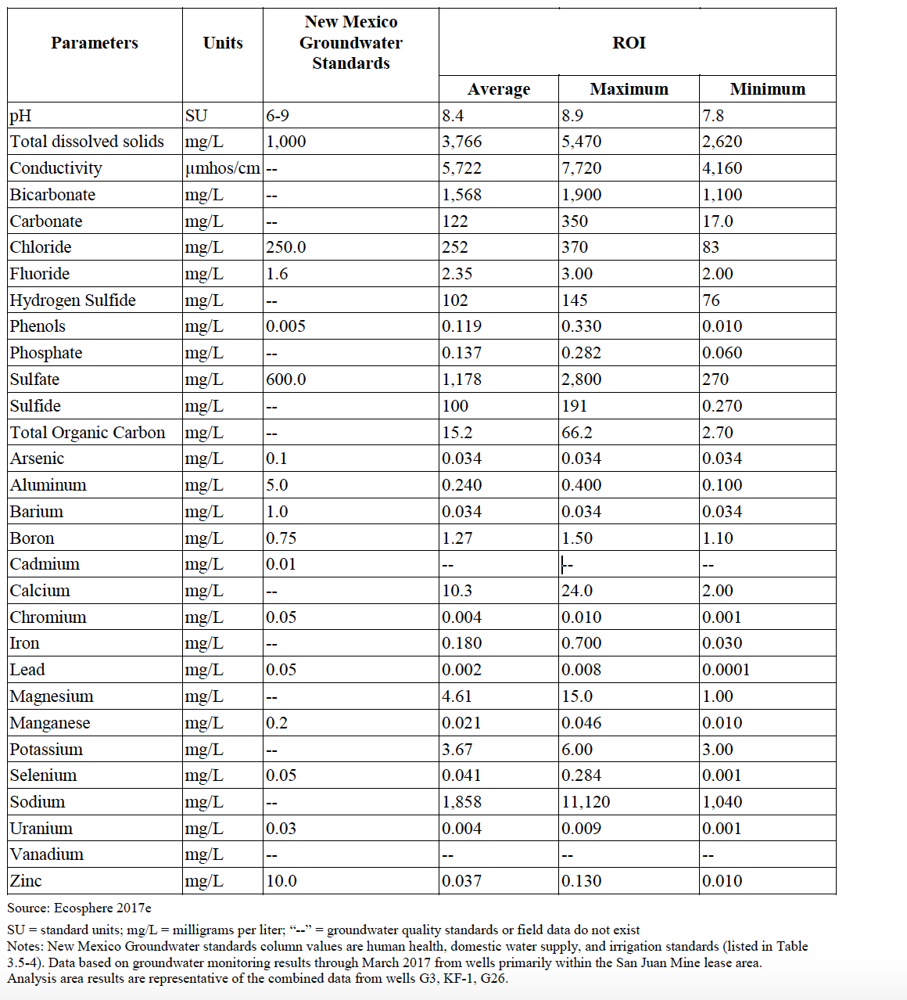 Parameters Units New Mexico Groundwater Standards ROI
Average Maximum Minimum
pH SU 6-9 8.4 8.9 7.8
Total dissolved solids mg/L 1,000 3,766 5,470 2,620
Conductivity µmhos/cm -- 5,722 7,720 4,160
Bicarbonate mg/L -- 1,568 1,900 1,100
Carbonate mg/L -- 122 350 17.0
Chloride mg/L 250.0 252 370 83
Fluoride mg/L 1.6 2.35 3.00 2.00
Hydrogen Sulfide mg/L -- 102 145 76
Phenols mg/L 0.005 0.119 0.330 0.010
Phosphate mg/L -- 0.137 0.282 0.060
Sulfate mg/L 600.0 1,178 2,800 270
Sulfide mg/L -- 100 191 0.270
Total Organic Carbon mg/L -- 15.2 66.2 2.70
Arsenic mg/L 0.1 0.034 0.034 0.034
Aluminum mg/L 5.0 0.240 0.400 0.100
Barium mg/L 1.0 0.034 0.034 0.034
Boron mg/L 0.75 1.27 1.50 1.10
Cadmium mg/L 0.01 -- -- --
Calcium mg/L -- 10.3 24.0 2.00
Chromium mg/L 0.05 0.004 0.010 0.001
Iron mg/L -- 0.180 0.700 0.030
Lead mg/L 0.05 0.002 0.008 0.0001
Magnesium mg/L -- 4.61 15.0 1.00
Manganese mg/L 0.2 0.021 0.046 0.010
Potassium mg/L -- 3.67 6.00 3.00
Selenium mg/L 0.05 0.041 0.284 0.001
Sodium mg/L -- 1,858 11,120 1,040
Uranium mg/L 0.03 0.004 0.009 0.001
Vanadium mg/L -- -- -- --
Zinc mg/L 10.0 0.037 0.130 0.010
Source: Ecosphere 2017e
SU = standard units; mg/L = milligrams per liter; “--” = groundwater quality standards or field data do not exist
Notes: New Mexico Groundwater standards column values are human health, domestic water supply, and irrigation standards (listed in Table
3.5-4). Data based on groundwater monitoring results through March 2017 from wells primarily within the San Juan Mine lease area.
Analysis area results are representative of the combined data from wells G3, KF-1, G26.